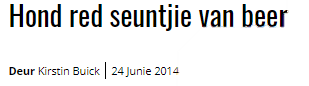 Hond red seuntjie van beer
Deur Kirstin Buick | 24 Junie 2014